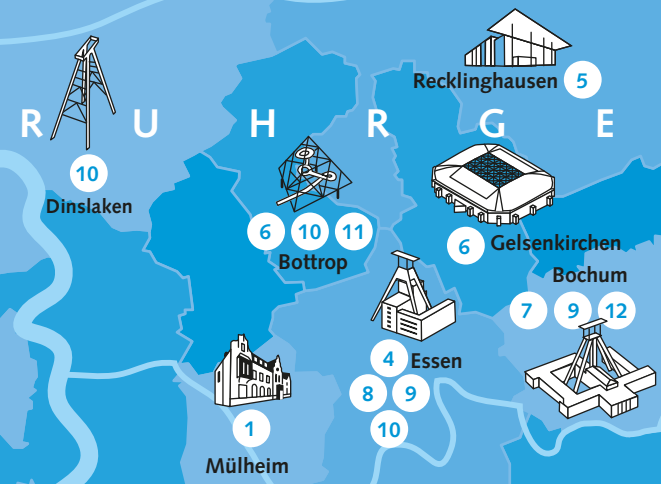 Recklinghausen 5
R U H R G E
10
Dinslaken
6 10 11
Bottrop
6 Gelsenkirchen
Bochum
7 9 12
4 Essen
8 9
10
1
Mülheim